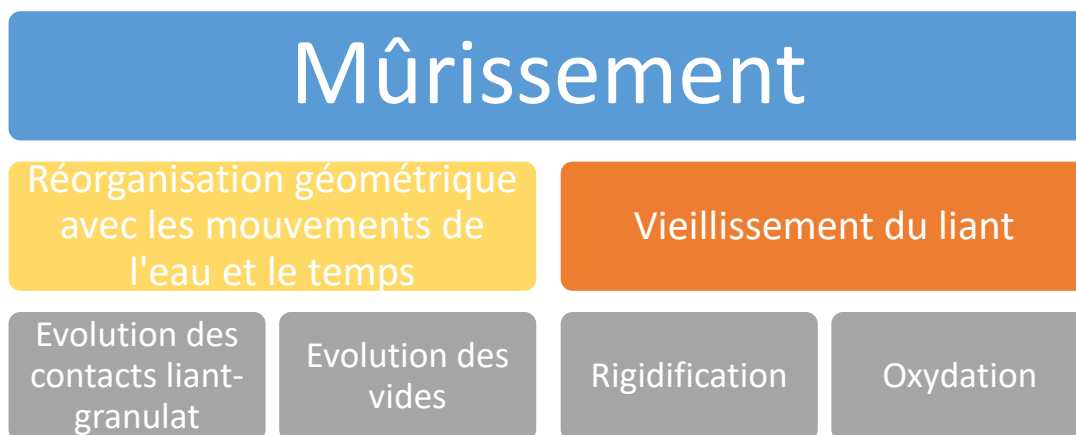 Mûrissement
Réorganisation géométrique
avec les mouvements de
l'eau et le temps
Vieillissement du liant
Evolution des
contacts liant-
granulat
Evolution des
vides
Rigidification
Oxydation